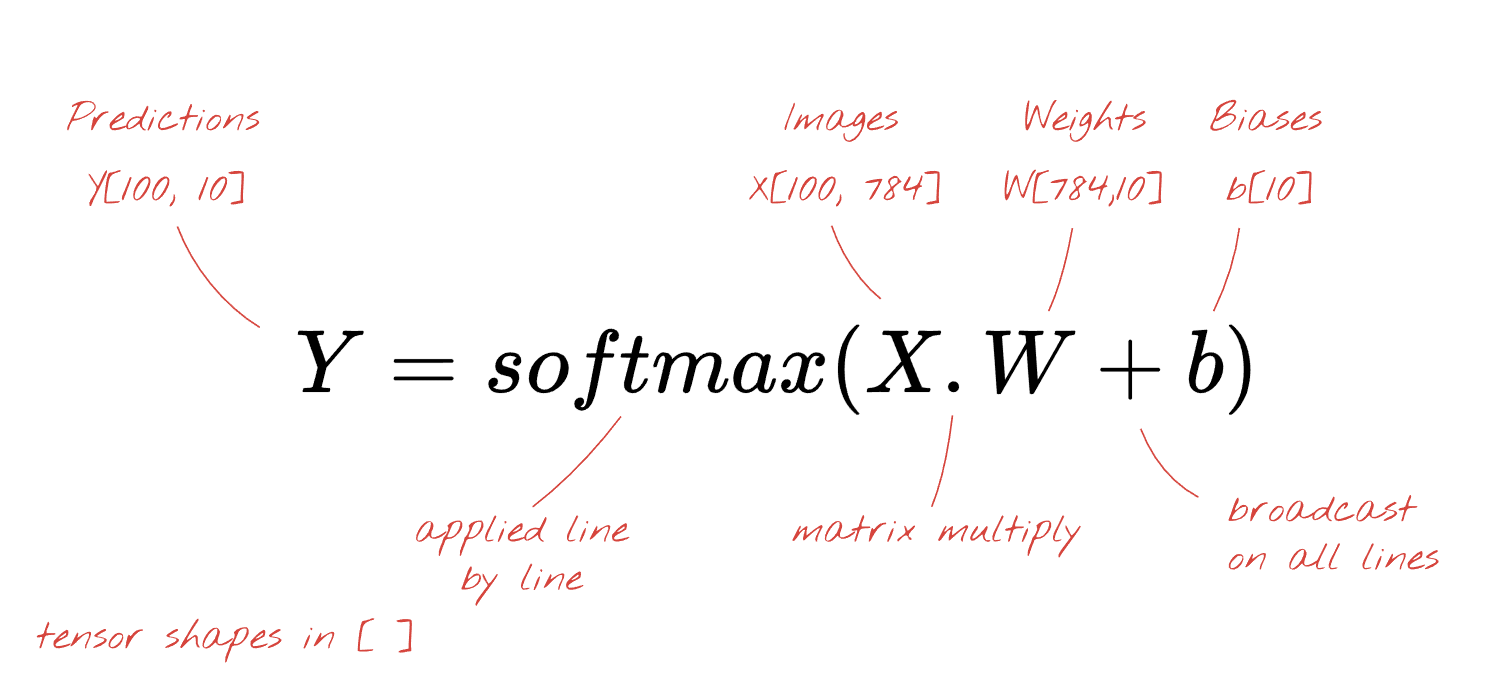 Predictions Images Weights Biases
Y[100, 10] X[100, 784] W[784,10] b[10]
Y = softmax(X.W + b)
applied line
by line
matrix multiply
broadcast
on all lines
tensor shapes in [ ]